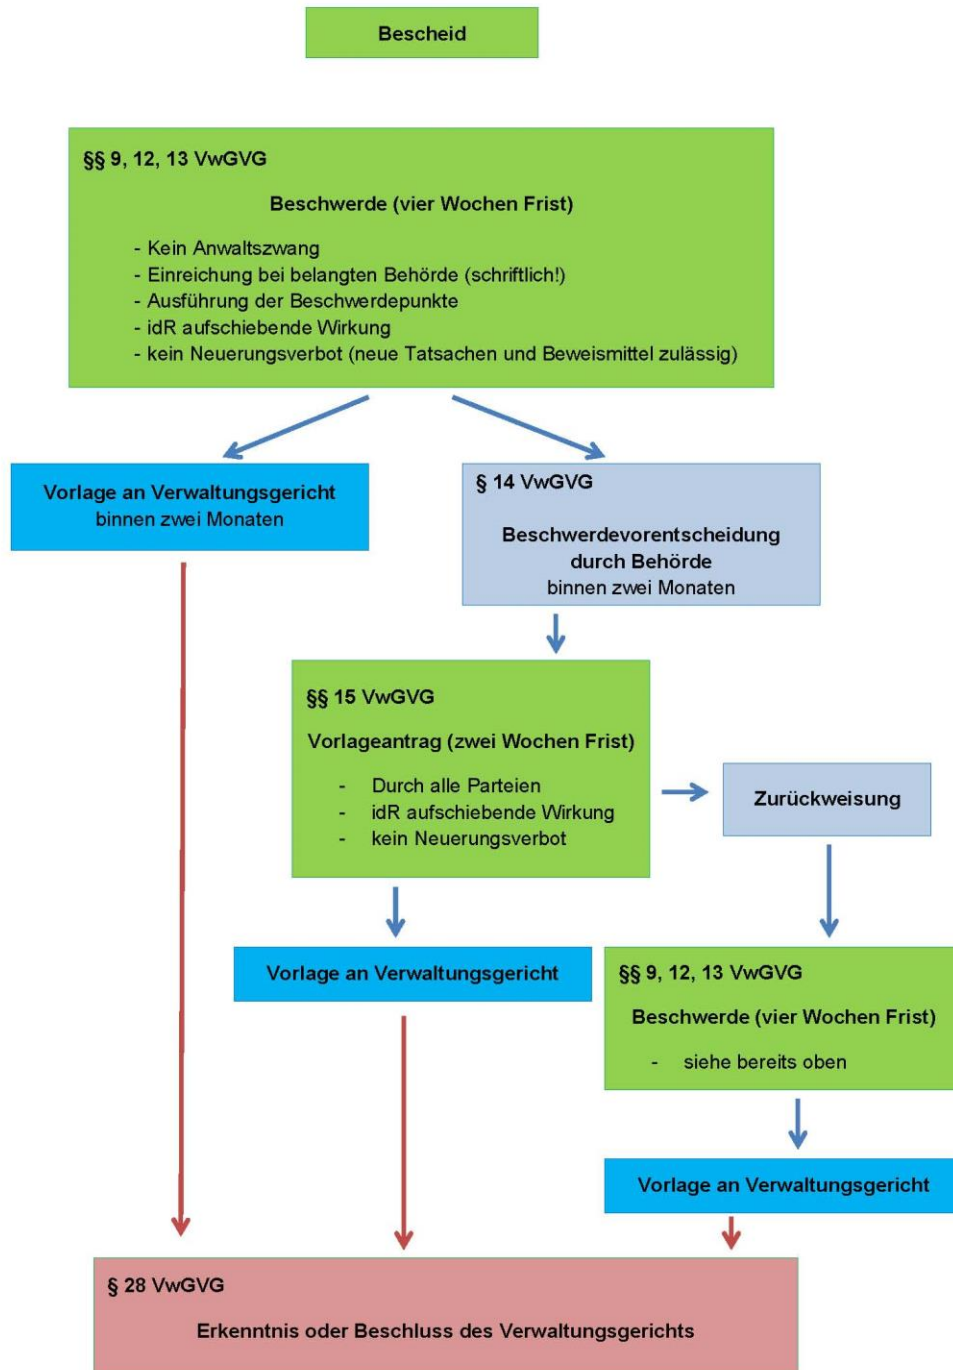 Bescheid
§§ 9, 12, 13 VwGVG
Beschwerde (vier Wochen Frist)
- Kein Anwaltszwang
- Einreichung bei belangten Behörde (schriftlich!)
- Ausführung der Beschwerdepunkte
- idR aufschiebende Wirkung
- kein Neuerungsverbot (neue Tatsachen und Beweismittel zulässig)
Vorlage an Verwaltungsgericht
binnen zwei Monaten
§ 14 VwGVG
Beschwerdevorentscheidung
durch Behörde
binnen zwei Monaten
§§ 15 VwGVG
Vorlageantrag (zwei Wochen Frist)
- Durch alle Parteien
- idR aufschiebende Wirkung
- kein Neuerungsverbot
Zurückweisung
Vorlage an Verwaltungsgericht
§§ 9, 12, 13 VwGVG
Beschwerde (vier Wochen Frist)
- siehe bereits oben
Vorlage an Verwaltungsgericht
§ 28 VwGVG
Erkenntnis oder Beschluss des Verwaltungsgerichts